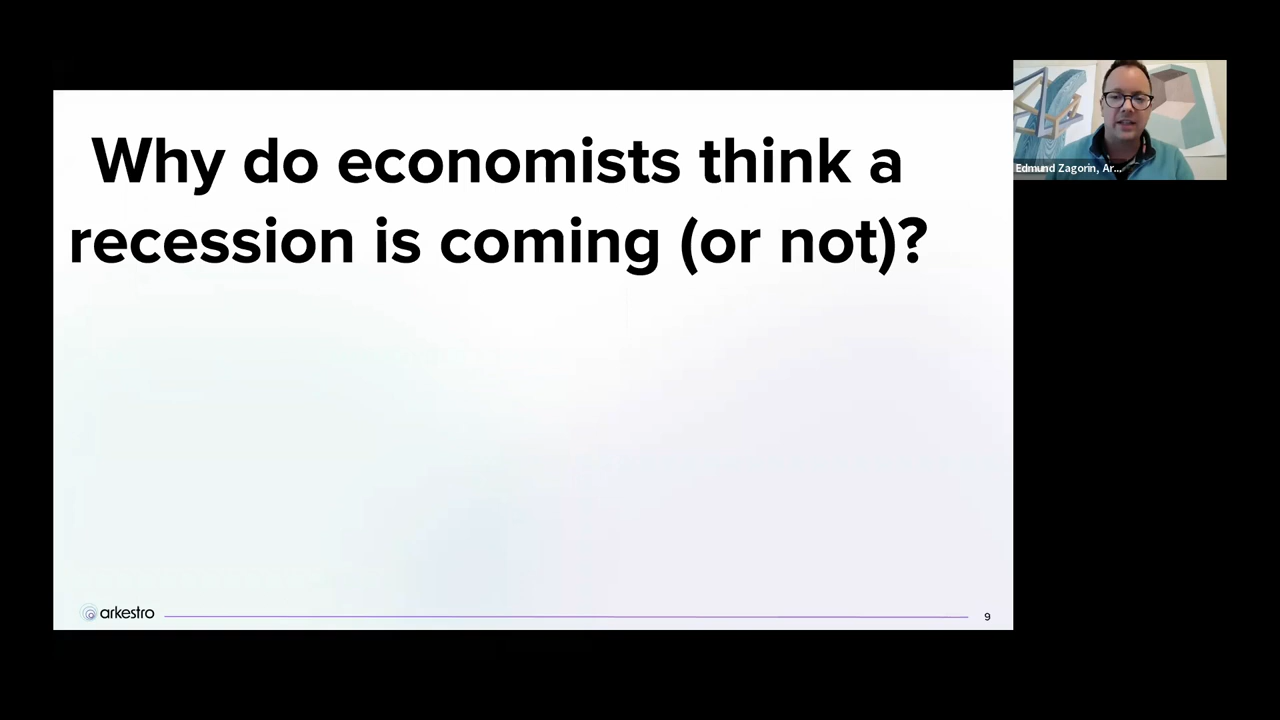 Why do economists think a
recession is coming (or not)?
Edmund Zagorin, Ar...
arkestro
9